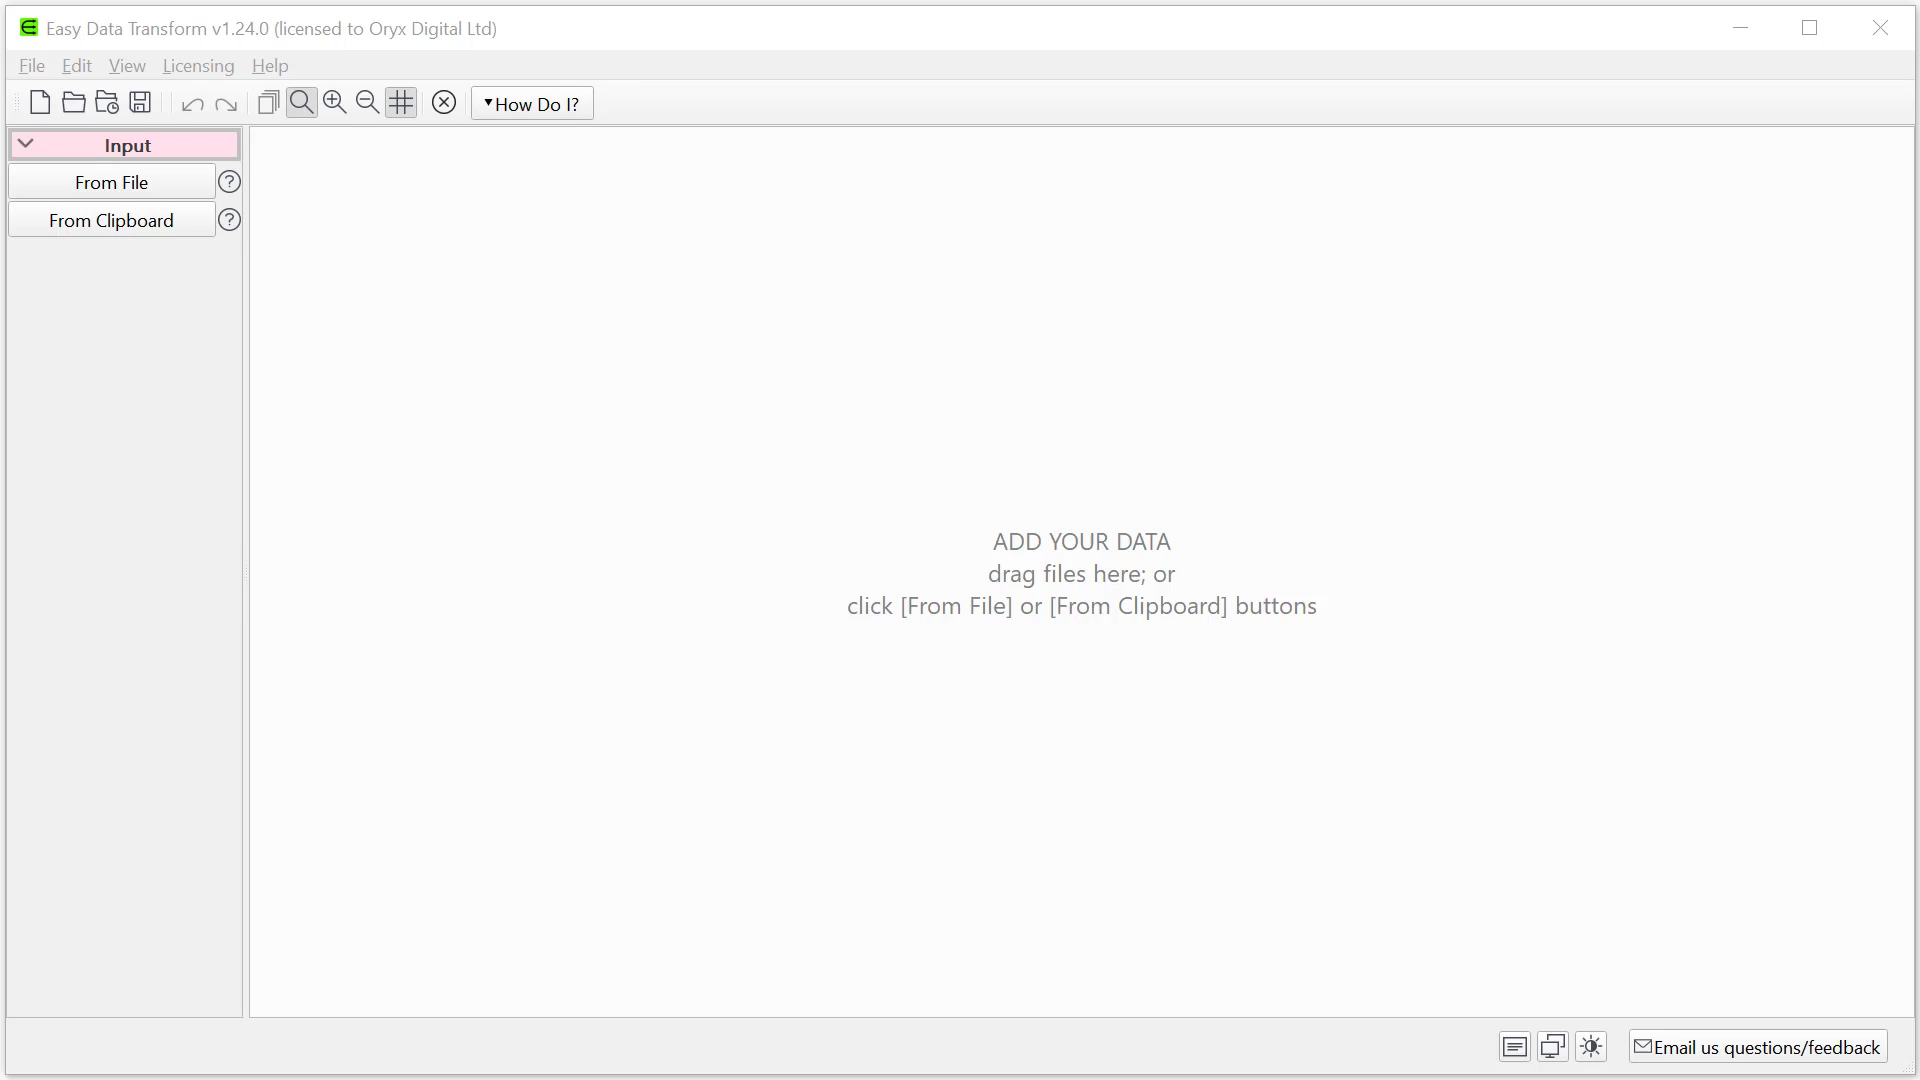 Easy Data Transform v1.24.0 (licensed to Oryx Digital Ltd)
File Edit View Licensing Help
▾How Do I?
Input
From File
?
From Clipboard
?
ADD YOUR DATA
drag files here; or
click [From File] or [From Clipboard] buttons
Email us questions/feedback